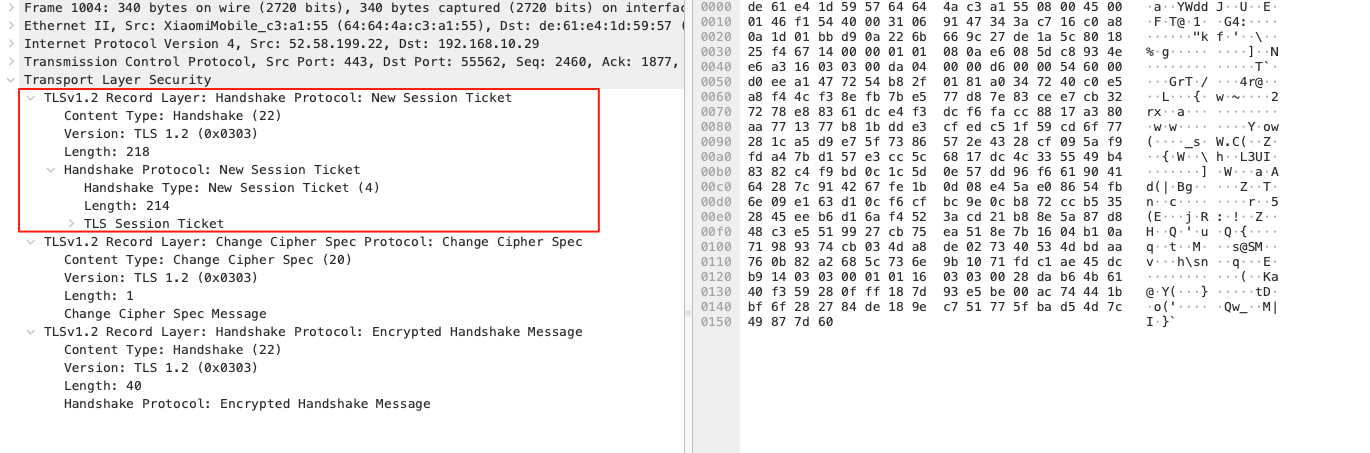 Frame 1004: 340 bytes on wire (2720 bits), 340 bytes captured (2720 bits) on interfac
Ethernet II, Src: XiaomiMobile_c3:a1:55 (64:64:4a:c3:a1:55), Dst: de:61:e4:1d:59:57 (
Internet Protocol Version 4, Src: 52.58.199.22, Dst: 192.168.10.29
Transmission Control Protocol, Src Port: 443, Dst Port: 55562, Seq: 2460, Ack: 1877,
Transport Layer Security
TLSv1.2 Record Layer: Handshake Protocol: New Session Ticket
Content Type: Handshake (22)
Version: TLS 1.2 (0x0303)
Length: 218
Handshake Protocol: New Session Ticket
Handshake Type: New Session Ticket (4)
Length: 214
TLS Session Ticket
TLSv1.2 Record Layer: Change Cipher Spec Protocol: Change Cipher Spec
Content Type: Change Cipher Spec (20)
Version: TLS 1.2 (0x0303)
Length: 1
Change Cipher Spec Message
TLSv1.2 Record Layer: Handshake Protocol: Encrypted Handshake Message
Content Type: Handshake (22)
Version: TLS 1.2 (0x0303)
Length: 40
Handshake Protocol: Encrypted Handshake Message
0000 de 61 e4 1d 59 57 64 64 4a c3 a1 55 08 00 45 00 ·a··YWdd J··U··E·
0010 01 46 f1 54 40 00 31 06 91 47 34 3a c7 16 c0 a8 ·F·T@·1· ·G4:····
0020 0a 1d 01 bb d9 0a 22 6b 66 9c 27 de 1a 5c 80 18 ······"k f·'··\··
0030 25 f4 67 14 00 00 01 01 08 0a e6 08 5d c8 93 4e %·g····· ····]··N
0040 e6 a3 16 03 03 00 da 04 00 00 d6 00 00 54 60 00 ········ ·····T`·
0050 d0 ee a1 47 72 54 b8 2f 01 81 a0 34 72 40 c0 e5 ···GrT·/ ···4r@··
0060 a8 f4 4c f3 8e fb 7b e5 77 d8 7e 83 ce e7 cb 32 ··L···{· w·~····2
0070 72 78 e8 83 61 dc e4 f3 dc f6 fa cc 88 17 a3 80 rx··a··· ········
0080 aa 77 13 77 b8 1b dd e3 cf ed c5 1f 59 cd 6f 77 ·w·w···· ····Y·ow
0090 28 1c a5 d9 e7 5f 73 86 57 2e 43 28 cf 09 5a f9 (····_s· W.C(··Z·
00a0 fd a4 7b d1 57 e3 cc 5c 68 17 dc 4c 33 55 49 b4 ··{·W··\ h··L3UI·
00b0 83 82 c4 f9 bd 0c 1c 5d 0e 57 dd 96 f6 61 90 41 ·······] ·W···a·A
00c0 64 28 7c 91 42 67 fe 1b 0d 08 e4 5a e0 86 54 fb d(|·Bg·· ···Z··T·
00d0 6e 09 e1 63 d1 0c f6 cf bc 9e 0c b8 72 cc b5 35 n··c···· ····r··5
00e0 28 45 ee b6 d1 6a f4 52 3a cd 21 b8 8e 5a 87 d8 (E···j·R :·!··Z··
00f0 48 c3 e5 51 99 27 cb 75 ea 51 8e 7b 16 04 b1 0a H··Q·'·u ·Q·{····
0100 71 98 93 74 cb 03 4d a8 de 02 73 40 53 4d bd aa q··t··M· ··s@SM··
0110 76 0b 82 a2 68 5c 73 6e 9b 10 71 fd c1 ae 45 dc v···h\sn ··q···E·
0120 b9 14 03 03 00 01 01 16 03 03 00 28 da b6 4b 61 ········ ···(··Ka
0130 40 f3 59 28 0f ff 18 7d 93 e5 be 00 ac 74 44 1b @·Y(···} ·····tD·
0140 bf 6f 28 27 84 de 18 9e c7 51 77 5f ba d5 4d 7c ·o('···· ·Qw_··M|
0150 49 87 7d 60 I·}`